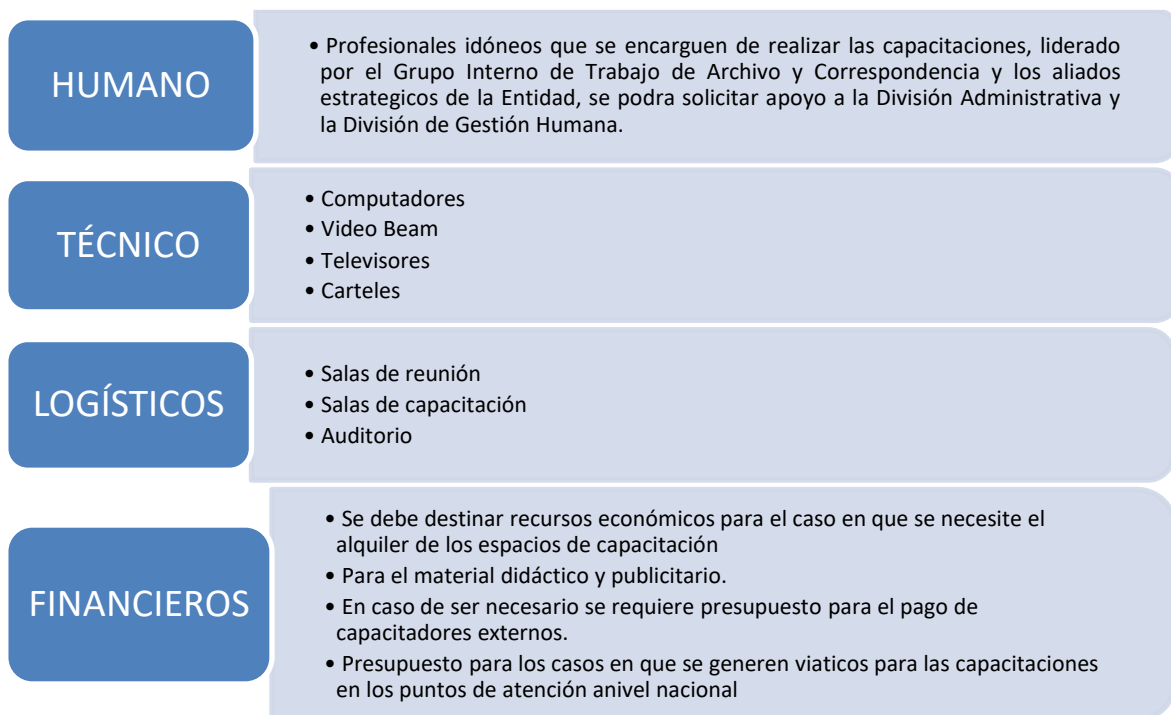 HUMANO
• Profesionales idóneos que se encarguen de realizar las capacitaciones, liderado
por el Grupo Interno de Trabajo de Archivo y Correspondencia y los aliados
estrategicos de la Entidad, se podra solicitar apoyo a la División Administrativa y
la División de Gestión Humana.
TÉCNICO
• Computadores
• Video Beam
• Televisores
• Carteles
LOGÍSTICOS
• Salas de reunión
• Salas de capacitación
• Auditorio
FINANCIEROS
• Se debe destinar recursos económicos para el caso en que se necesite el
alquiler de los espacios de capacitación
• Para el material didáctico y publicitario.
• En caso de ser necesario se requiere presupuesto para el pago de
capacitadores externos.
• Presupuesto para los casos en que se generen viaticos para las capacitaciones
en los puntos de atención anivel nacional